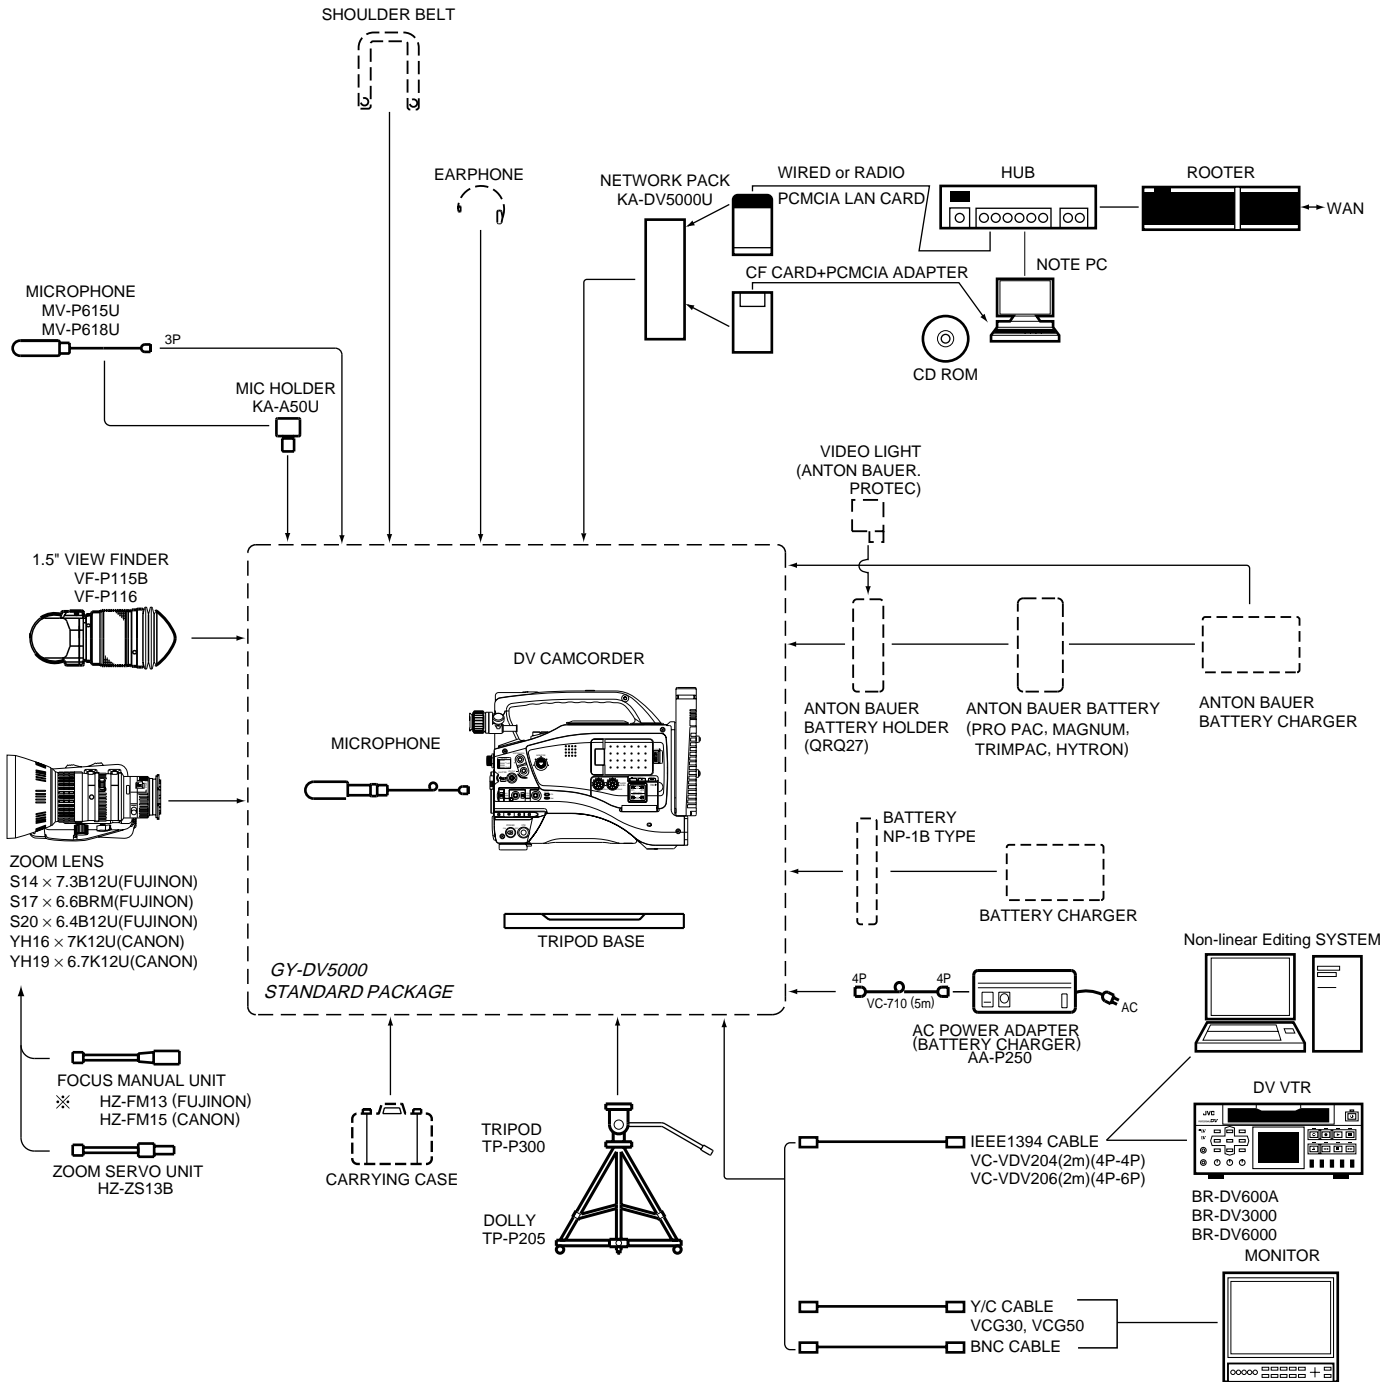 SHOULDER BELT
EARPHONE
NETWORK PACK
KA-DV5000U
WIRED or RADIO
PCMCIA LAN CARD
HUB
ROOTER
WAN
CF CARD+PCMCIA ADAPTER
NOTE PC
CD ROM
MICROPHONE
MV-P615U
MV-P618U
3P
MIC HOLDER
KA-A50U
VIDEO LIGHT
(ANTON BAUER.
PROTEC)
1.5" VIEW FINDER
VF-P115B
VF-P116
DV CAMCORDER
MICROPHONE
ANTON BAUER
BATTERY HOLDER
(QRQ27)
ANTON BAUER BATTERY
(PRO PAC, MAGNUM,
TRIMPAC, HYTRON)
ANTON BAUER
BATTERY CHARGER
BATTERY
NP-1B TYPE
BATTERY CHARGER
ZOOM LENS
S14 × 7.3B12U(FUJINON)
S17 × 6.6BRM(FUJINON)
S20 × 6.4B12U(FUJINON)
YH16 × 7K12U(CANON)
YH19 × 6.7K12U(CANON)
TRIPOD BASE
GY-DV5000
STANDARD PACKAGE
4P
4P
VC-710 (5m)
AC
AC POWER ADAPTER
(BATTERY CHARGER)
AA-P250
Non-linear Editing SYSTEM
FOCUS MANUAL UNIT
※ HZ-FM13 (FUJINON)
HZ-FM15 (CANON)
ZOOM SERVO UNIT
HZ-ZS13B
CARRYING CASE
TRIPOD
TP-P300
DOLLY
TP-P205
IEEE1394 CABLE
VC-VDV204(2m)(4P-4P)
VC-VDV206(2m)(4P-6P)
DV VTR
JVC
DV
BR-DV600A
BR-DV3000
BR-DV6000
MONITOR
Y/C CABLE
VCG30, VCG50
BNC CABLE